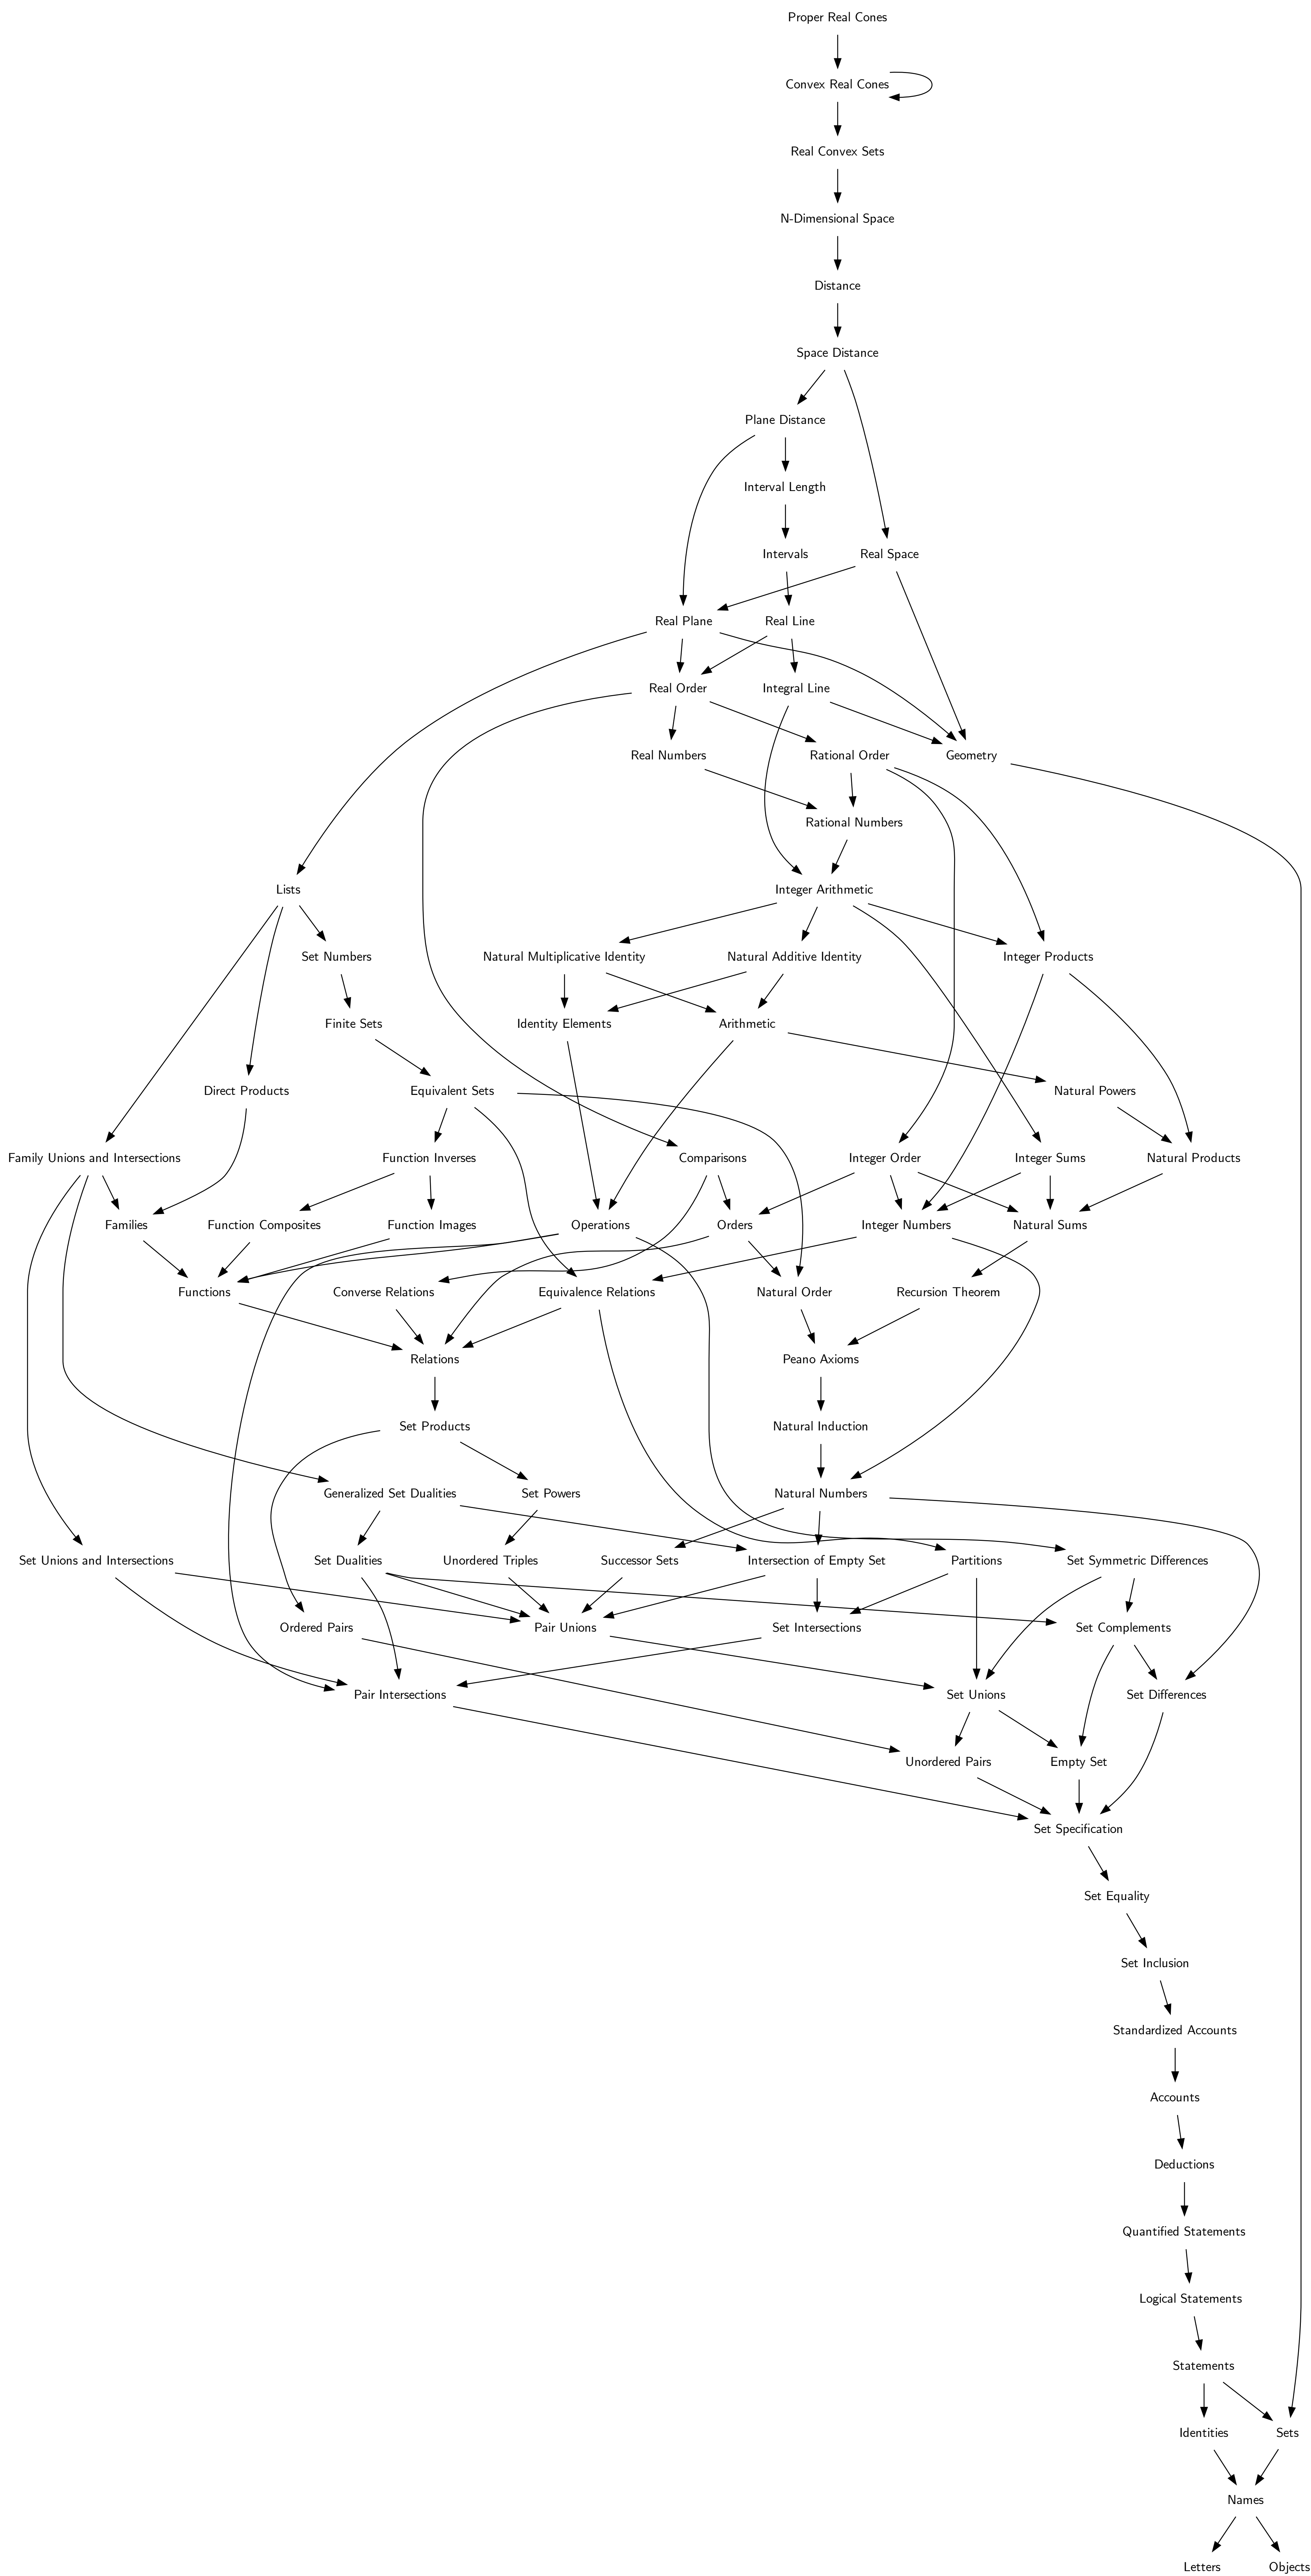 Proper Real Cones
Convex Real Cones
Real Convex Sets
N-Dimensional Space
Distance
Space Distance
Plane Distance
Interval Length
Intervals
Real Space
Real Plane
Real Line
Real Order
Integral Line
Real Numbers
Rational Order
Geometry
Rational Numbers
Lists
Integer Arithmetic
Set Numbers
Natural Multiplicative Identity
Natural Additive Identity
Integer Products
Finite Sets
Identity Elements
Arithmetic
Direct Products
Equivalent Sets
Natural Powers
Family Unions and Intersections
Function Inverses
Comparisons
Integer Order
Integer Sums
Natural Products
Families
Function Composites
Function Images
Operations
Orders
Integer Numbers
Natural Sums
Functions
Converse Relations
Equivalence Relations
Natural Order
Recursion Theorem
Relations
Peano Axioms
Set Products
Natural Induction
Generalized Set Dualities
Set Powers
Natural Numbers
Set Unions and Intersections
Set Dualities
Unordered Triples
Successor Sets
Intersection of Empty Set
Partitions
Set Symmetric Differences
Ordered Pairs
Pair Unions
Set Intersections
Set Complements
Pair Intersections
Set Unions
Set Differences
Unordered Pairs
Empty Set
Set Specification
Set Equality
Set Inclusion
Standardized Accounts
Accounts
Deductions
Quantified Statements
Logical Statements
Statements
Identities
Sets
Names
Letters
Objects